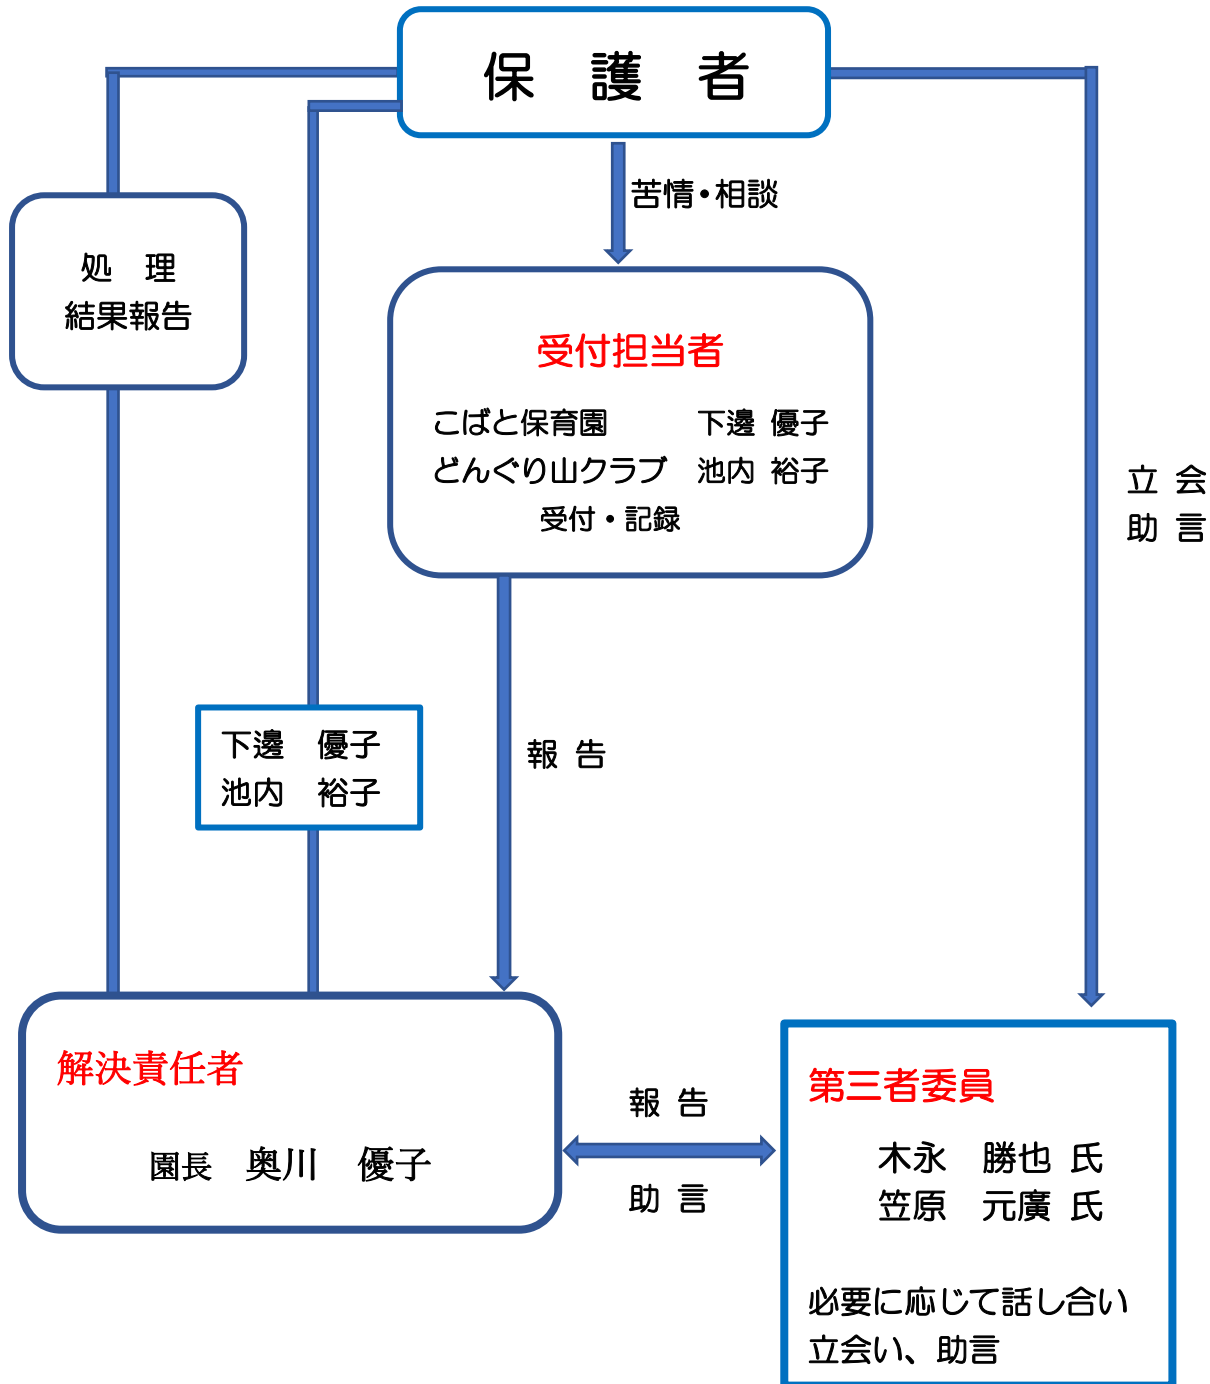 保　護　者
苦情・相談
処　理
結果報告
受付担当者
こばと保育園　下邊 優子
どんぐり山クラブ　池内 裕子
受付・記録
立 会
助 言
下邊　優子
池内　裕子
報 告
解決責任者
園長　奥川　優子
報 告
助 言
第三者委員
木永　勝也 氏
笠原　元廣 氏
必要に応じて話し合い
立会い、助言